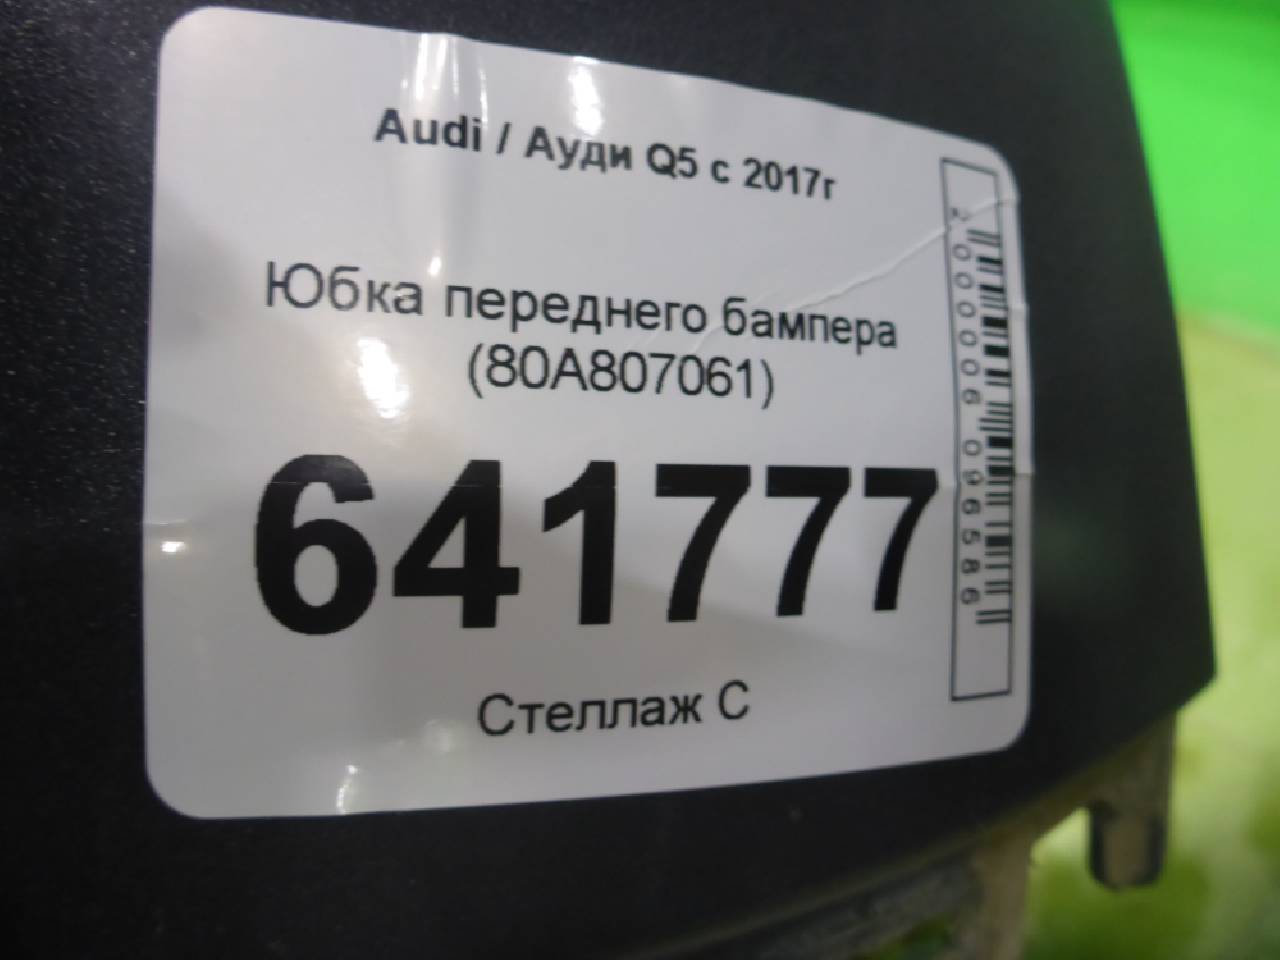 Audi / Ауди Q5 с 2017г
Юбка переднего бампера
(80A807061)
641777
Стеллаж С
2000006096586